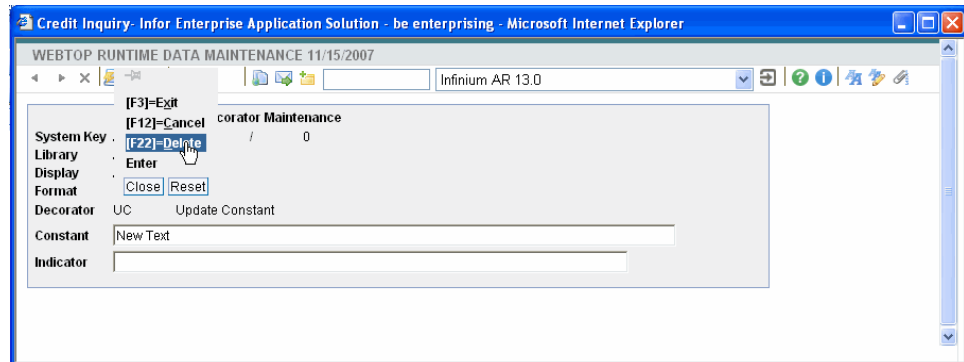 Credit Inquiry- Infor Enterprise Application Solution - be enterprising - Microsoft Internet Explorer
WEBTOP RUNTIME DATA MAINTENANCE 11/15/2007
Infinium AR 13.0
[F3]=Exit
[F12]=Cancel
corator Maintenance
System Key . / 0
[F22]=Delete
Library .
Enter
Display .
Format
Close Reset
Decorator UC Update Constant
Constant New Text
Indicator